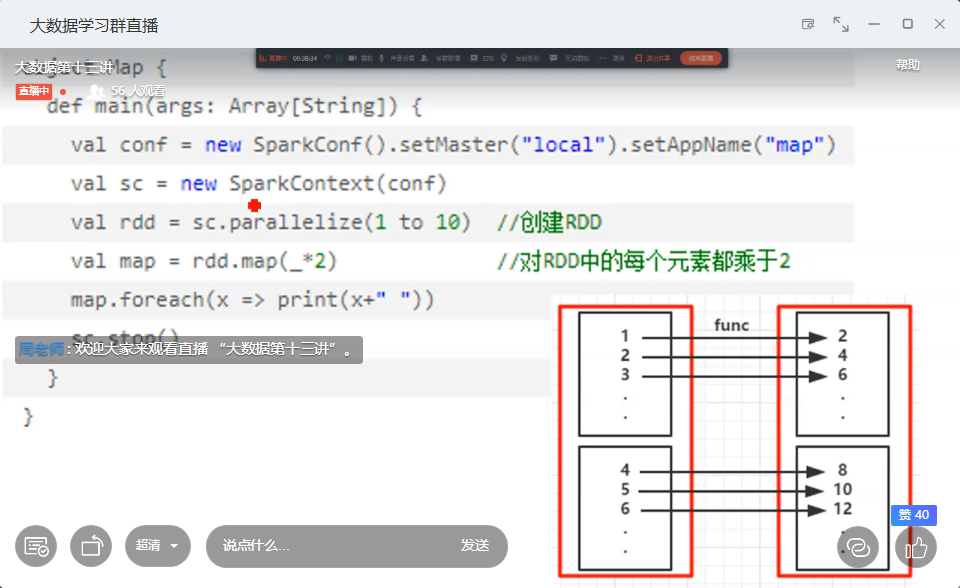 大数据学习群直播
大数据第十三讲
直播中
56 人观看
帮助
00:38:34
Map {
def main(args: Array[String]) {
val conf = new SparkConf().setMaster("local").setAppName("map")
val sc = new SparkContext(conf)
val rdd = sc.parallelize(1 to 10) //创建RDD
val map = rdd.map(_*2) //对RDD中的每个元素都乘于2
map.foreach(x => print(x+" "))
sc.stop()
周老师:欢迎大家来观看直播 “大数据第十三讲”。
}
}
func
1 2
2 4
3 6
4 8
5 10
6 12
赞 40
超清
说点什么...
发送